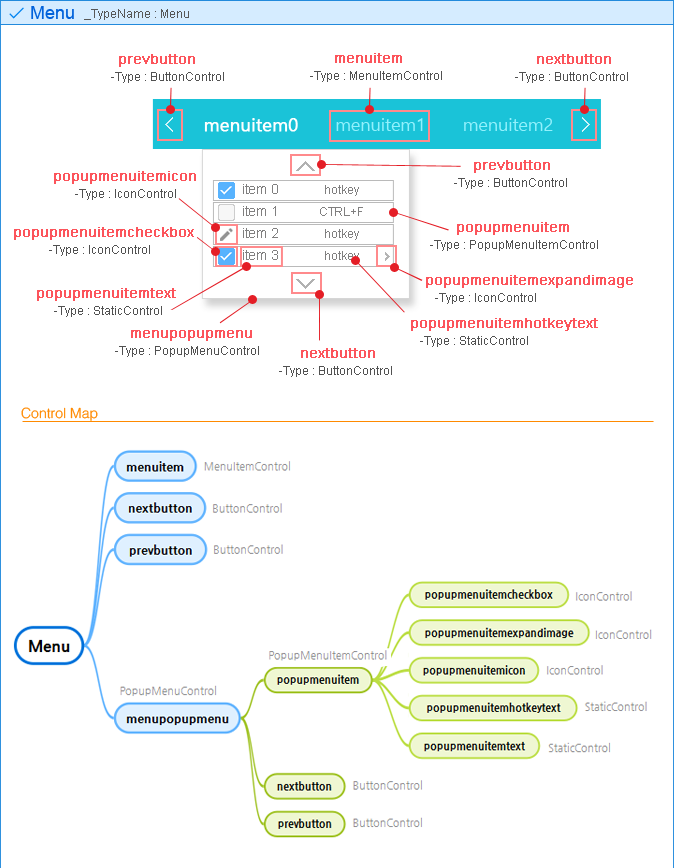 Menu _TypeName : Menu
prevbutton
-Type : ButtonControl
menuitem
-Type : MenuItemControl
nextbutton
-Type : ButtonControl
menuitem0 menuitem1 menuitem2
prevbutton
-Type : ButtonControl
popupmenuitemicon
-Type : IconControl
item 0 hotkey
item 1 CTRL+F
item 2 hotkey
item 3 hotkey
popupmenuitem
-Type : PopupMenuItemControl
popupmenuitemcheckbox
-Type : IconControl
popupmenuitemexpandimage
-Type : IconControl
popupmenuitemtext
-Type : StaticControl
popupmenuitemhotkeytext
-Type : StaticControl
menupopupmenu
-Type : PopupMenuControl
nextbutton
-Type : ButtonControl
Control Map
menuitem MenuItemControl
nextbutton ButtonControl
prevbutton ButtonControl
Menu
PopupMenuControl
menupopupmenu
PopupMenuItemControl
popupmenuitem
popupmenuitemcheckbox IconControl
popupmenuitemexpandimage IconControl
popupmenuitemicon IconControl
popupmenuitemhotkeytext StaticControl
popupmenuitemtext StaticControl
nextbutton ButtonControl
prevbutton ButtonControl